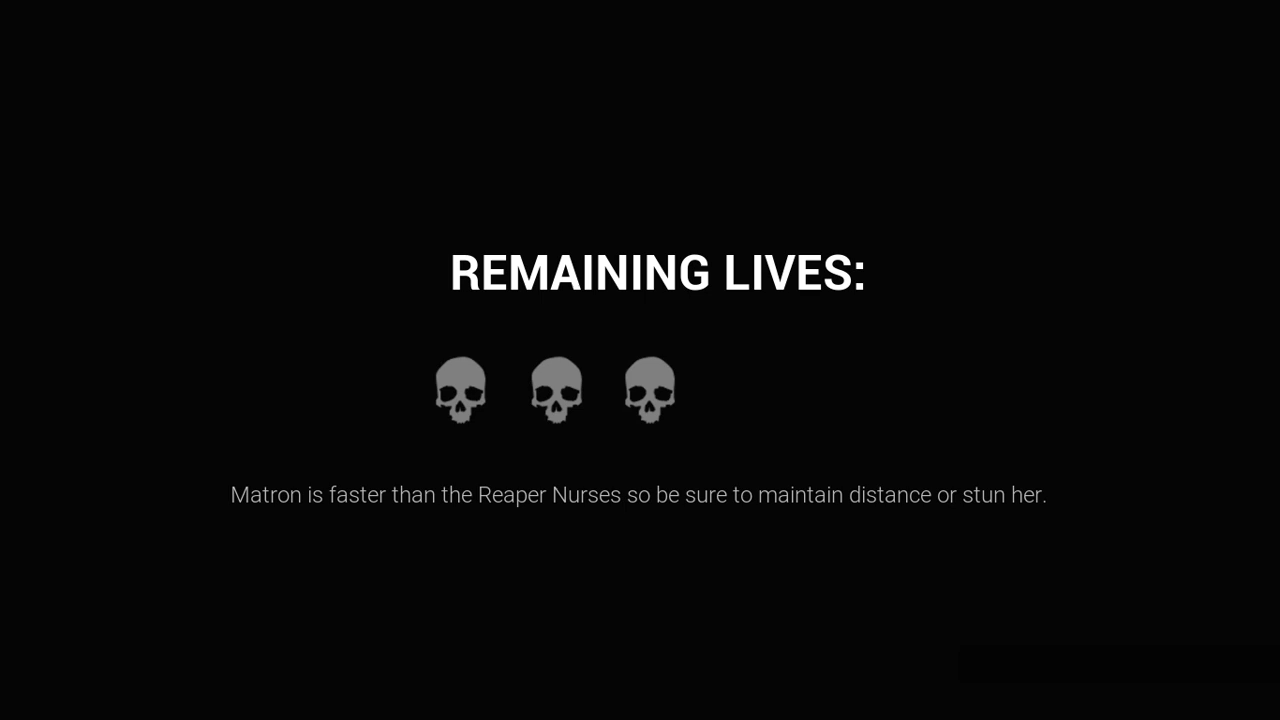 REMAINING LIVES:
Matron is faster than the Reaper Nurses so be sure to maintain distance or stun her.